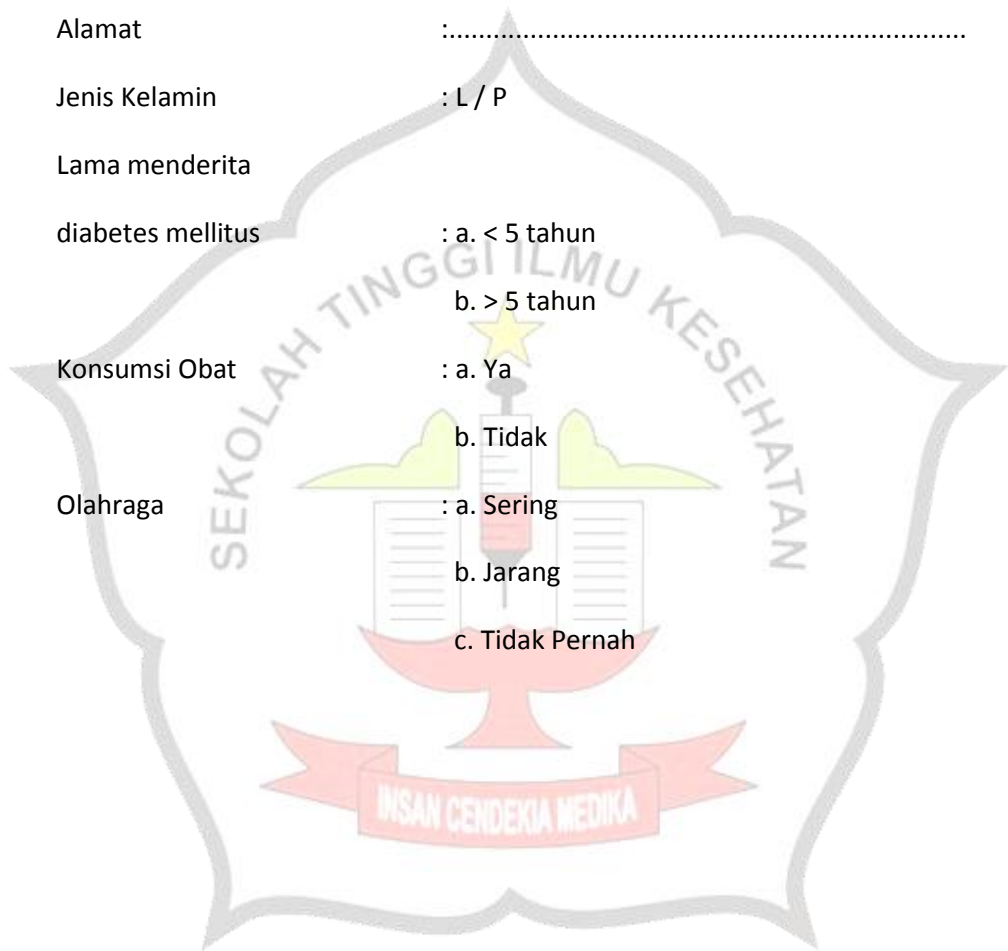 Alamat :......................................................................
Jenis Kelamin : L / P
Lama menderita
diabetes mellitus : a. < 5 tahun
b. > 5 tahun
Konsumsi Obat : a. Ya
b. Tidak
Olahraga : a. Sering
b. Jarang
c. Tidak Pernah
SEKOLAH TINGGI ILMU KESEHATAN
INSAN CENDEKIA MEDIKA